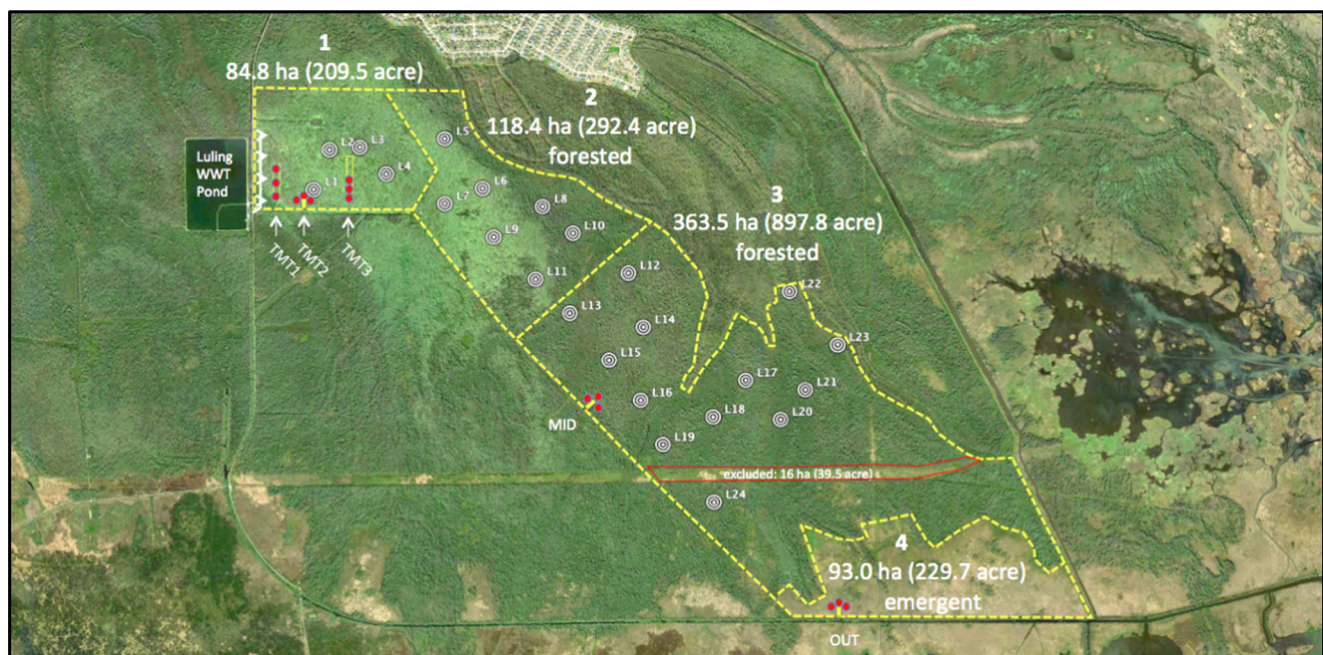 1
84.8 ha (209.5 acre)
2
118.4 ha (292.4 acre)
forested
3
363.5 ha (897.8 acre)
forested
Luling
WWT
Pond
L1
L2
L3
L4
L5
L6
L7
L8
L9
L10
L11
L12
L13
L14
L15
L16
L17
L18
L19
L20
L21
L22
L23
L24
TMT1
TMT2
TMT3
MID
excluded: 16 ha (39.5 acre)
4
93.0 ha (229.7 acre)
emergent
OUT